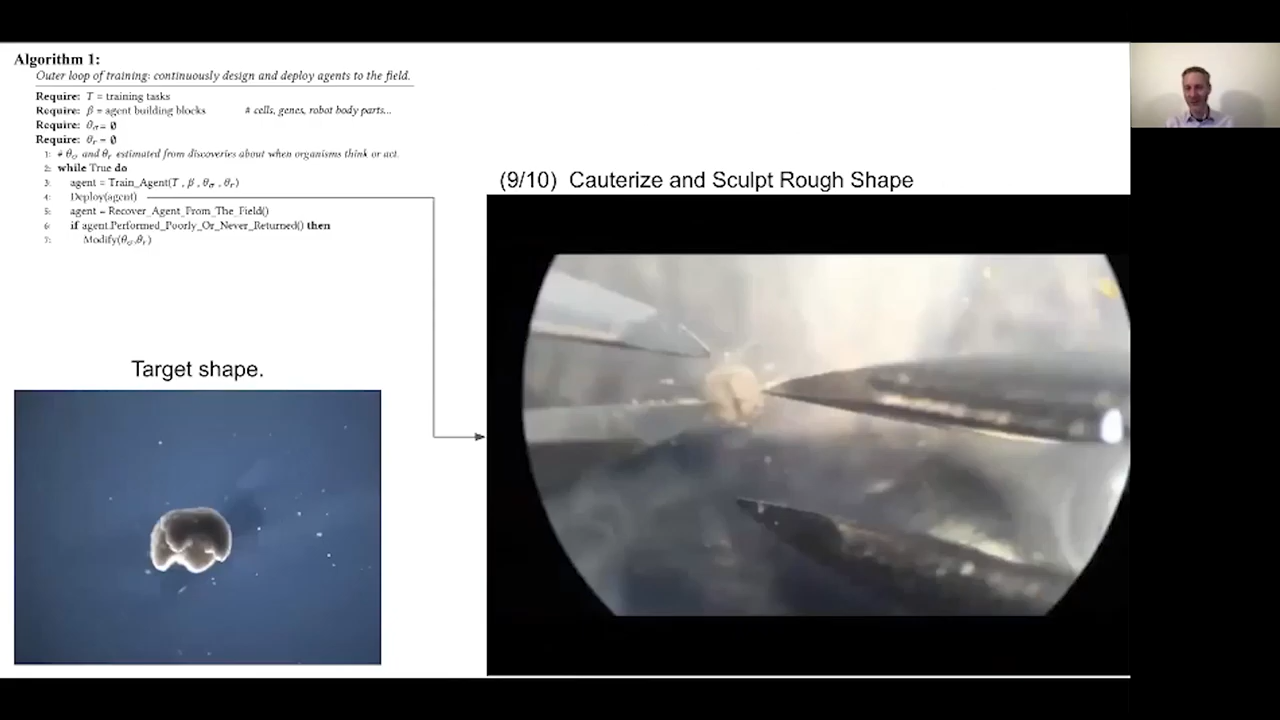 Algorithm 1:
Outer loop of training: continuously design and deploy agents to the field.
Require: T = training tasks
Require: β = agent building blocks # cells, genes, robot body parts...
Require: θσ = ∅
Require: θr = ∅
1: # θσ and θr estimated from discoveries about when organisms think or act.
2: while True do
3: agent = Train_Agent(T , β , θσ , θr)
4: Deploy(agent)
5: agent = Recover_Agent_From_The_Field()
6: if agent.Performed_Poorly_Or_Never_Returned() then
7: Modify(θσ,θr)
(9/10) Cauterize and Sculpt Rough Shape
Target shape.